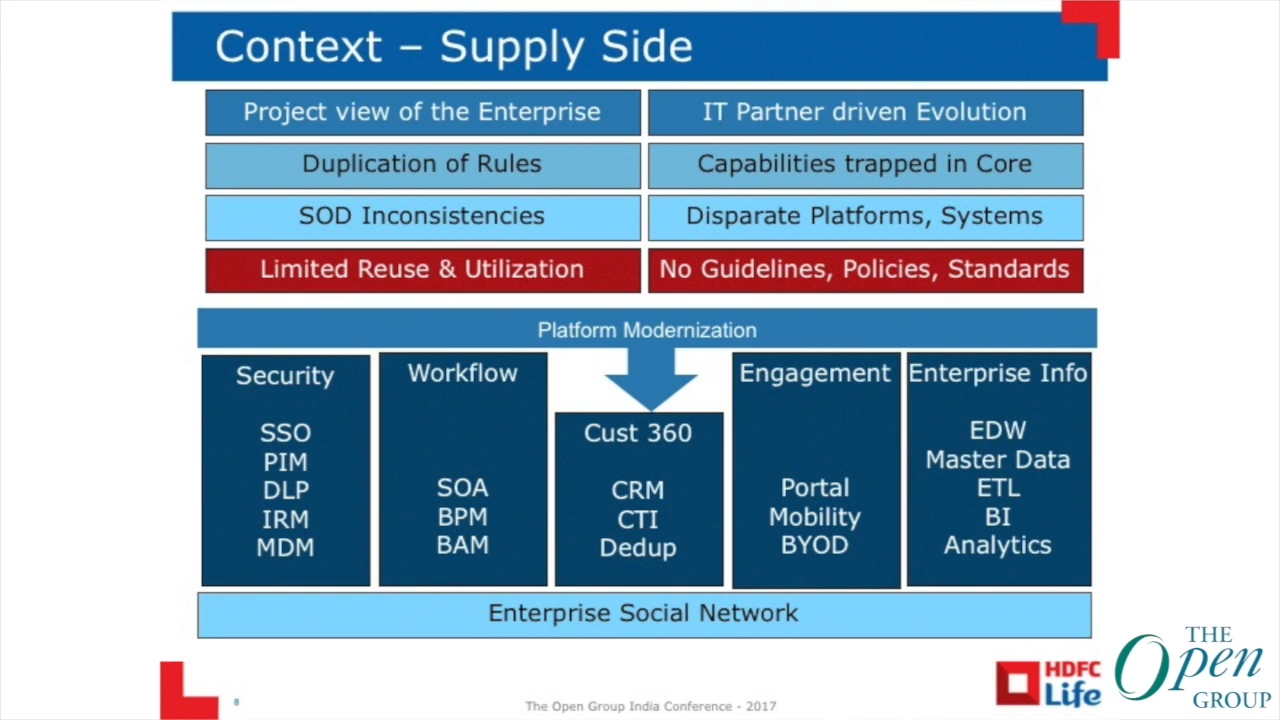 Context – Supply Side
Project view of the Enterprise
IT Partner driven Evolution
Duplication of Rules
Capabilities trapped in Core
SOD Inconsistencies
Disparate Platforms, Systems
Limited Reuse & Utilization
No Guidelines, Policies, Standards
Platform Modernization
Security
SSO
PIM
DLP
IRM
MDM
Workflow
SOA
BPM
BAM
Cust 360
CRM
CTI
Dedup
Engagement
Portal
Mobility
BYOD
Enterprise Info
EDW
Master Data
ETL
BI
Analytics
Enterprise Social Network
8
The Open Group India Conference - 2017
HDFC
Life
THE
Open
GROUP